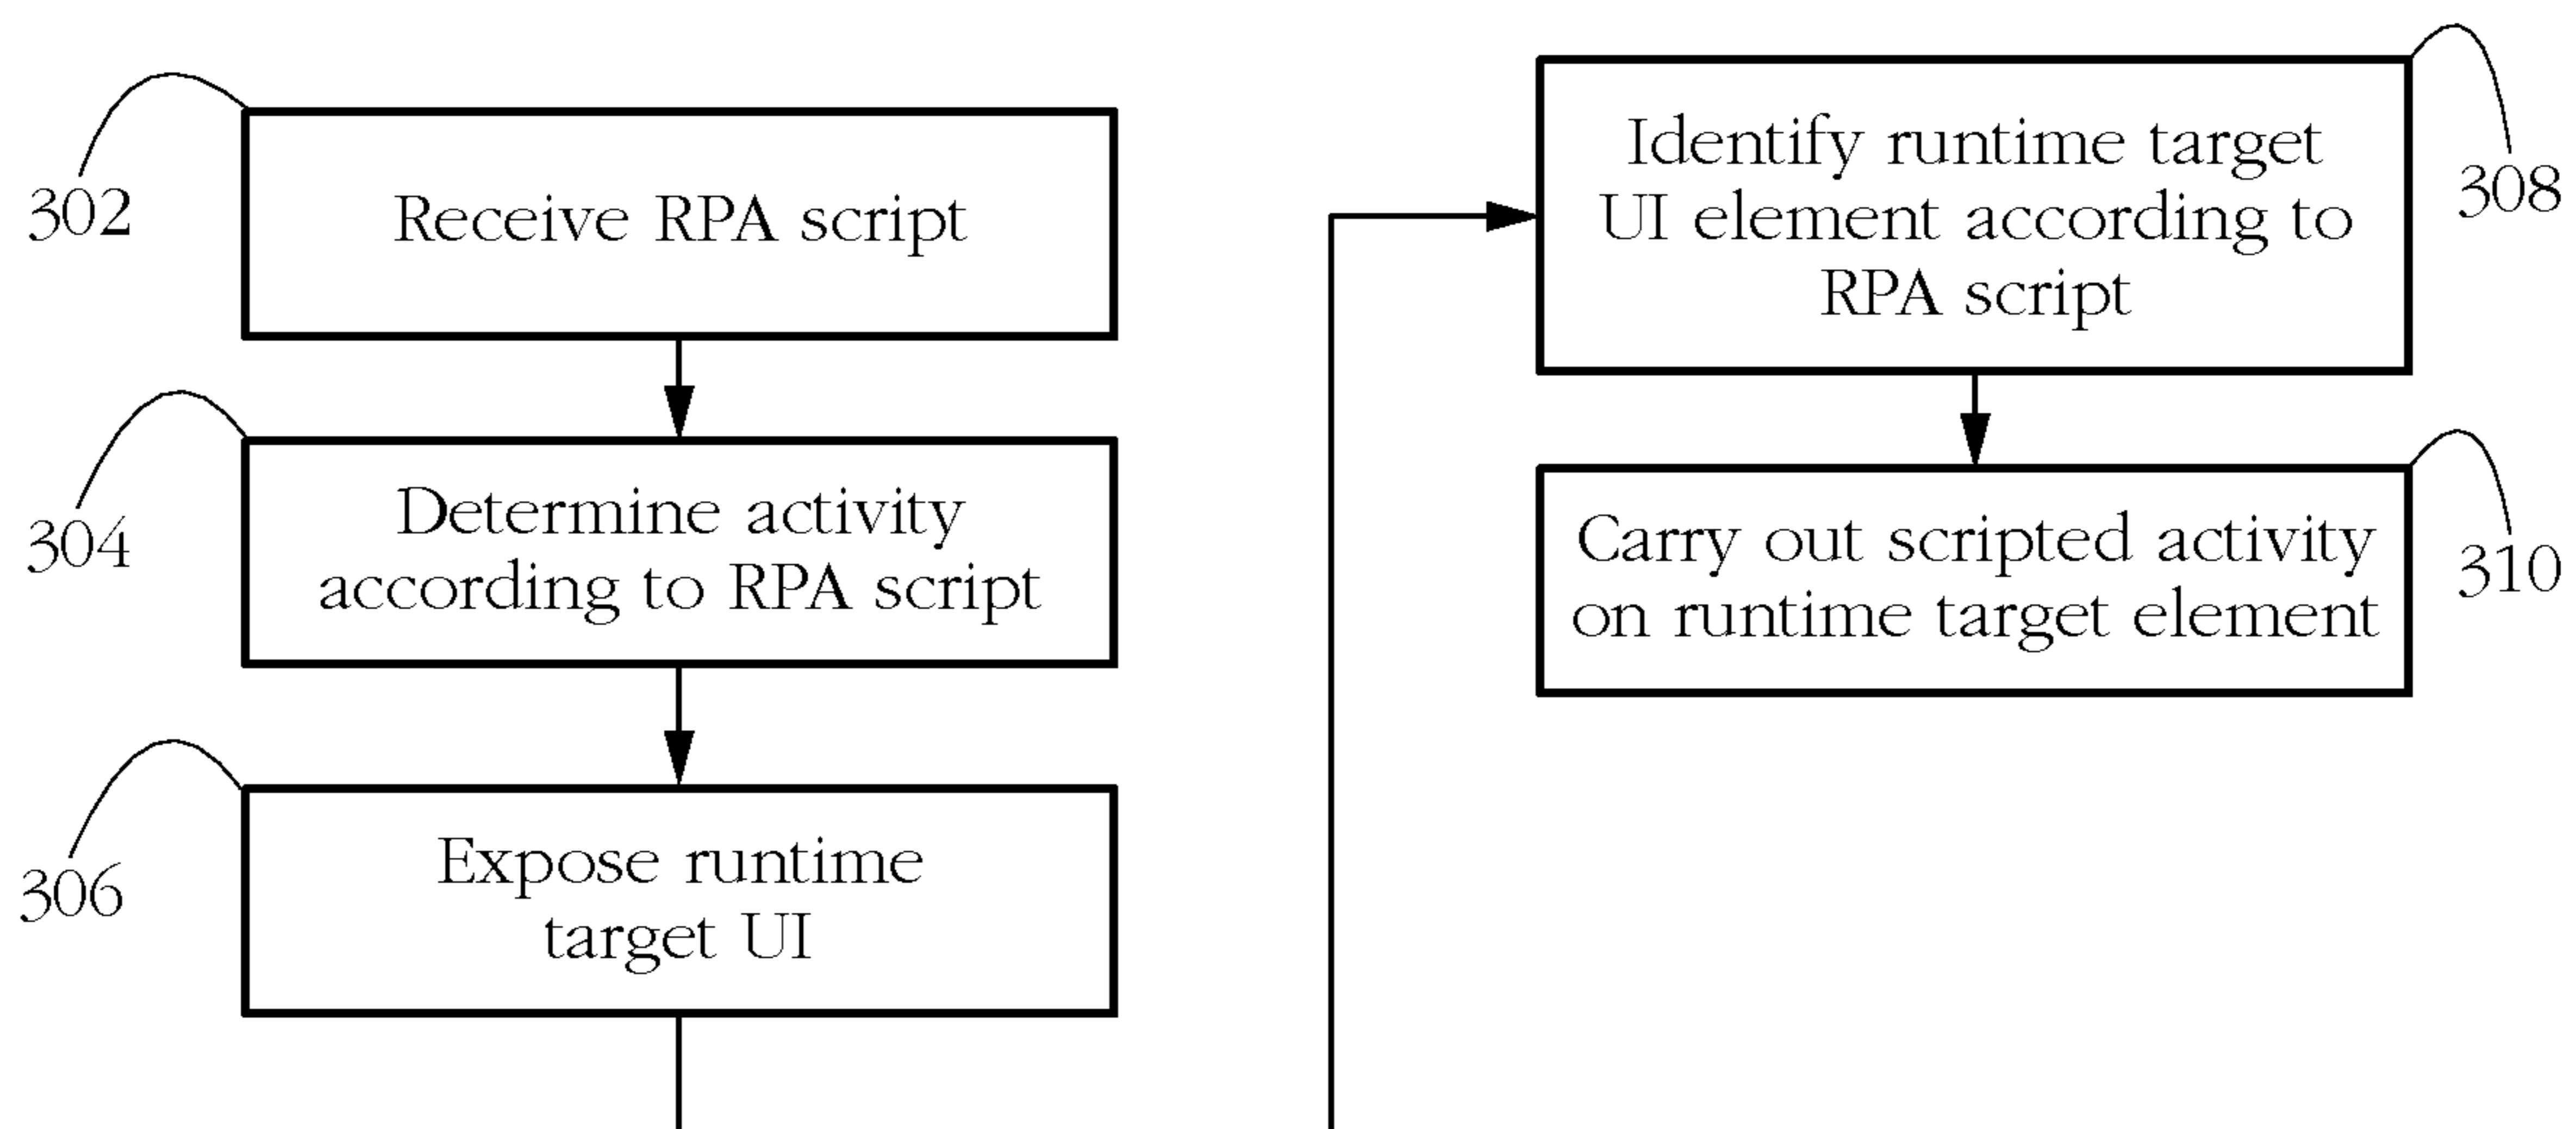 302
Receive RPA script
304
Determine activity
according to RPA script
306
Expose runtime
target UI
308
Identify runtime target
UI element according to
RPA script
310
Carry out scripted activity
on runtime target element